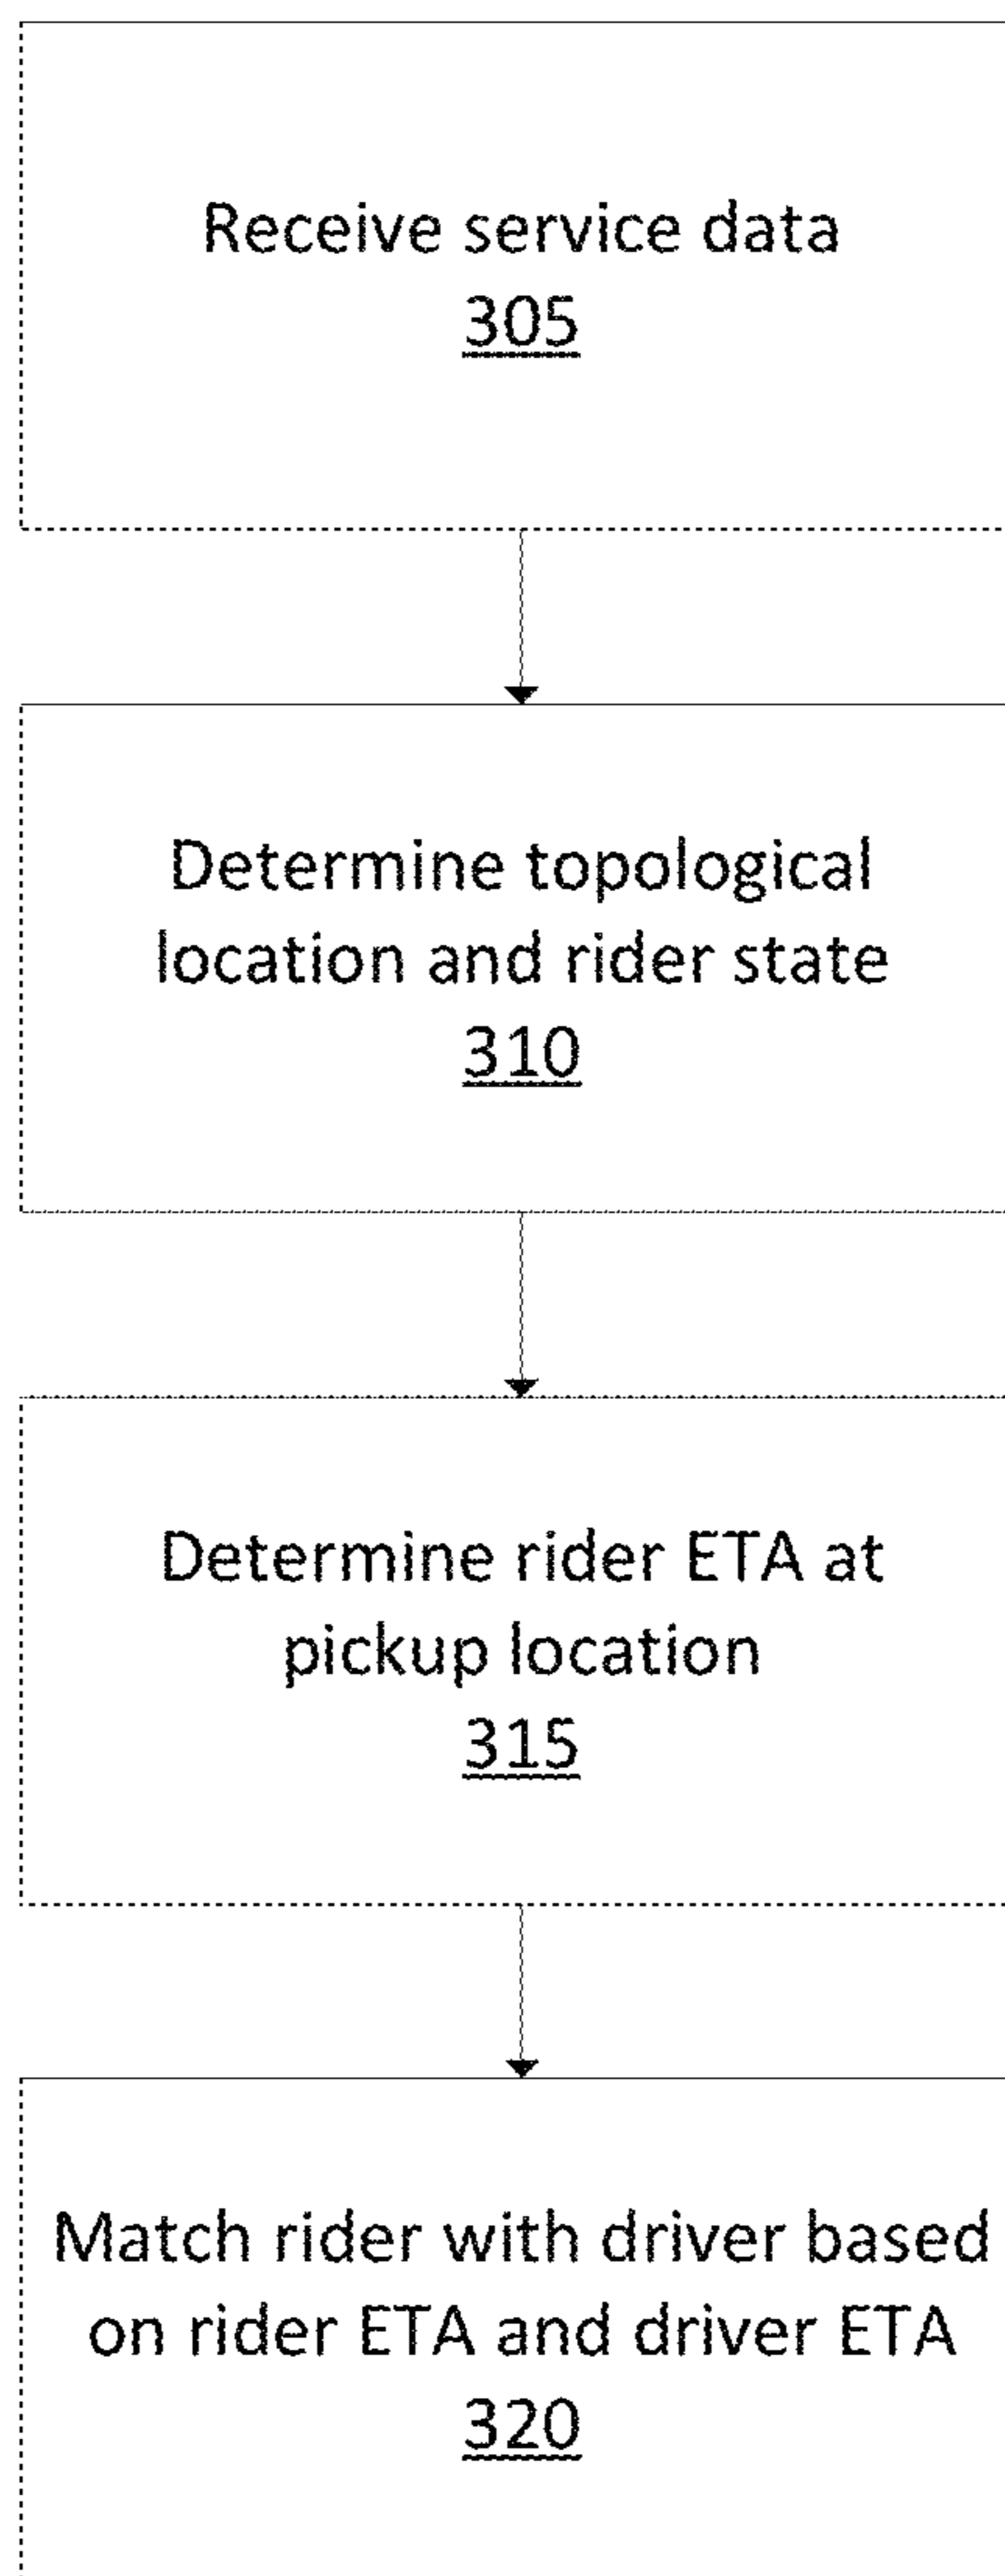 Receive service data
305
Determine topological
location and rider state
310
Determine rider ETA at
pickup location
315
Match rider with driver based
on rider ETA and driver ETA
320